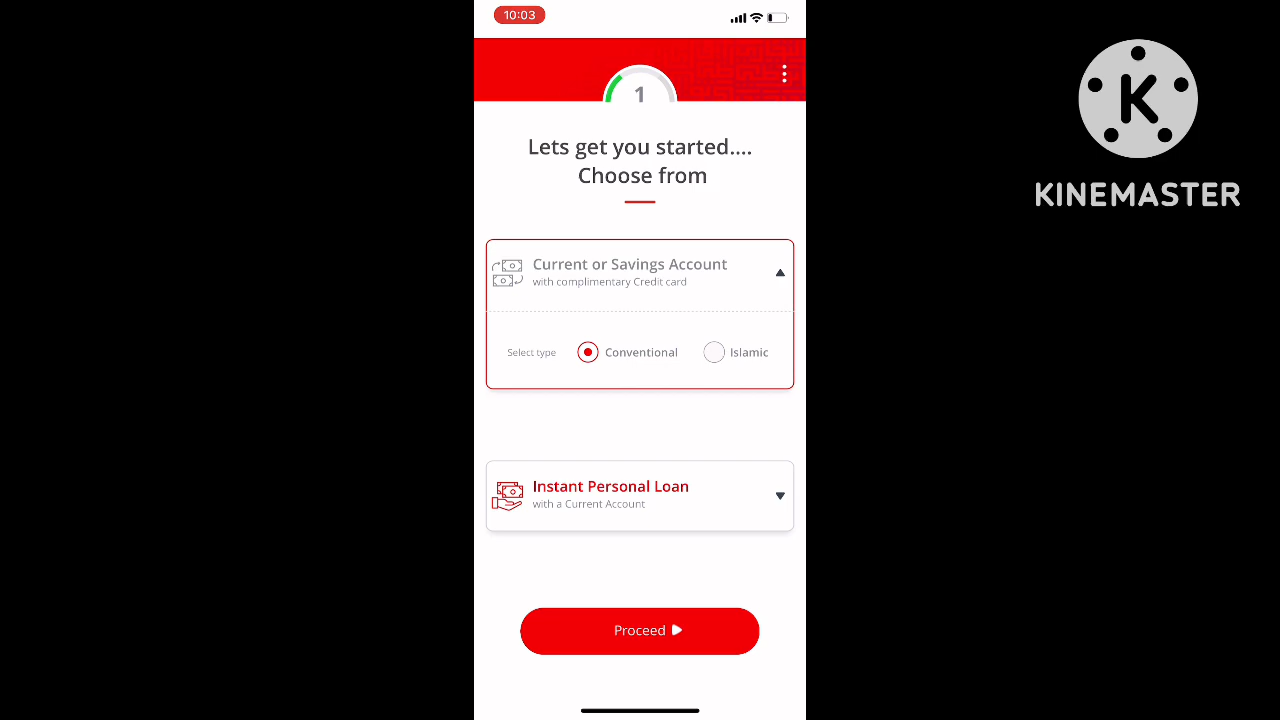 10:03
1
Lets get you started....
Choose from
Current or Savings Account
with complimentary Credit card
Select type Conventional Islamic
Instant Personal Loan
with a Current Account
Proceed
K
KINEMASTER